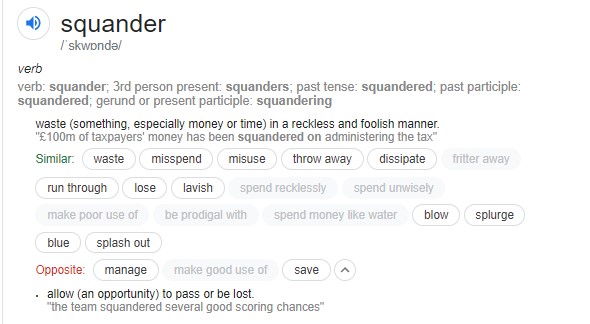 squander
/ˈskwɒndə/
verb
verb: squander; 3rd person present: squanders; past tense: squandered; past participle:
squandered; gerund or present participle: squandering
waste (something, especially money or time) in a reckless and foolish manner.
"£100m of taxpayers' money has been squandered on administering the tax"
Similar: waste misspend misuse throw away dissipate fritter away
run through lose lavish spend recklessly spend unwisely
make poor use of be prodigal with spend money like water blow splurge
blue splash out
Opposite: manage make good use of save
• allow (an opportunity) to pass or be lost.
"the team squandered several good scoring chances"